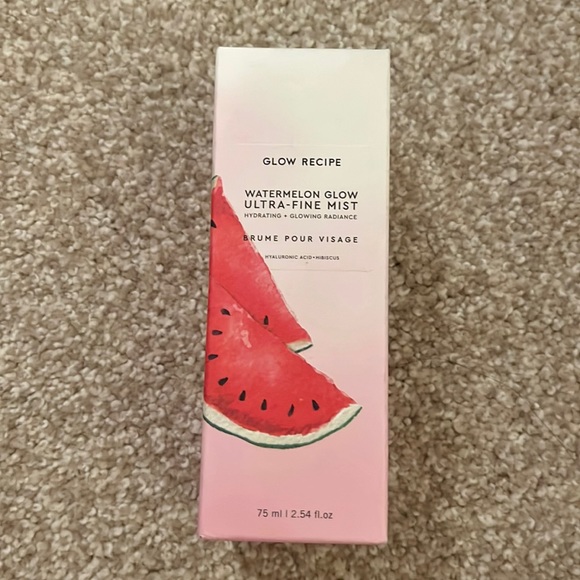 GLOW RECIPE
WATERMELON GLOW
ULTRA-FINE MIST
HYDRATING + GLOWING RADIANCE
BRUME POUR VISAGE
HYALURONIC ACID + HIBISCUS
75 ml | 2.54 fl.oz